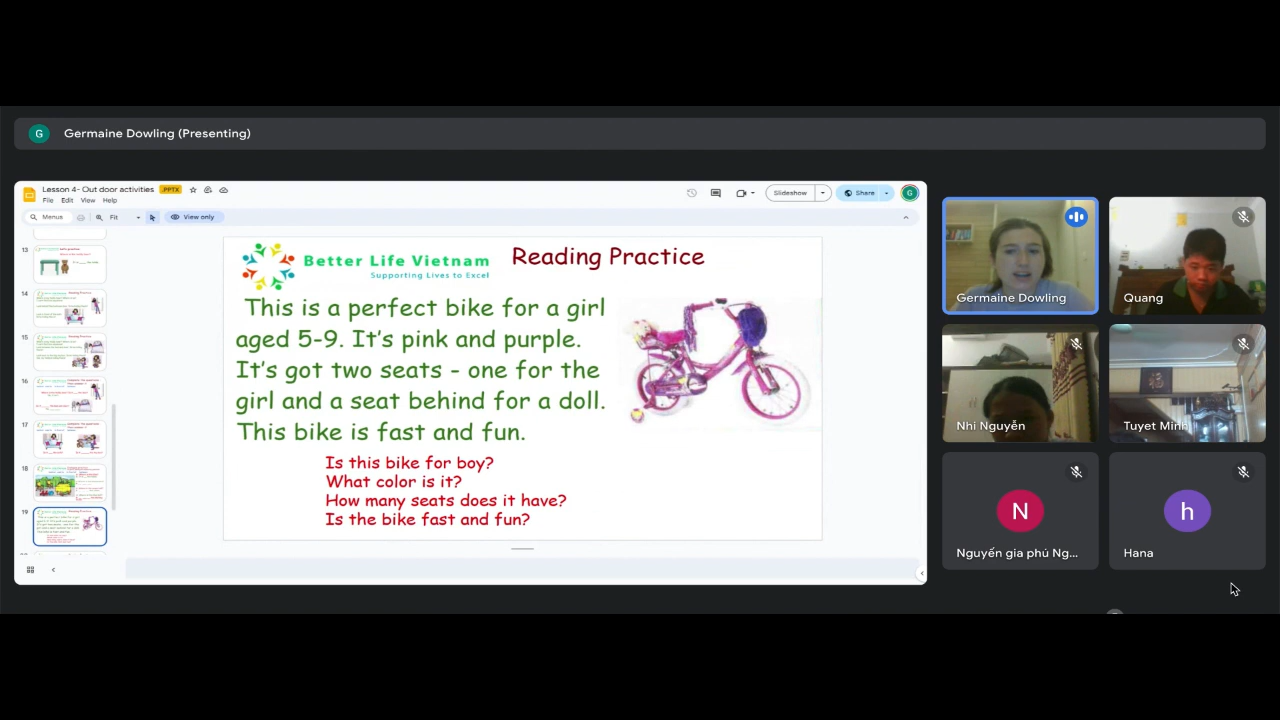 G Germaine Dowling (Presenting)
Lesson 4- Out door activities .PPTX
File Edit View Help
Slideshow
Share
G
Menus
Fit
View only
13
14
15
16
17
18
19
Better Life Vietnam
Supporting Lives to Excel
Reading Practice
This is a perfect bike for a girl
aged 5-9. It's pink and purple.
It's got two seats - one for the
girl and a seat behind for a doll.
This bike is fast and fun.
Is this bike for boy?
What color is it?
How many seats does it have?
Is the bike fast and fun?
Germaine Dowling
Quang
Nhi Nguyễn
Tuyet Minh
N
Nguyễn gia phú Ng...
h
Hana